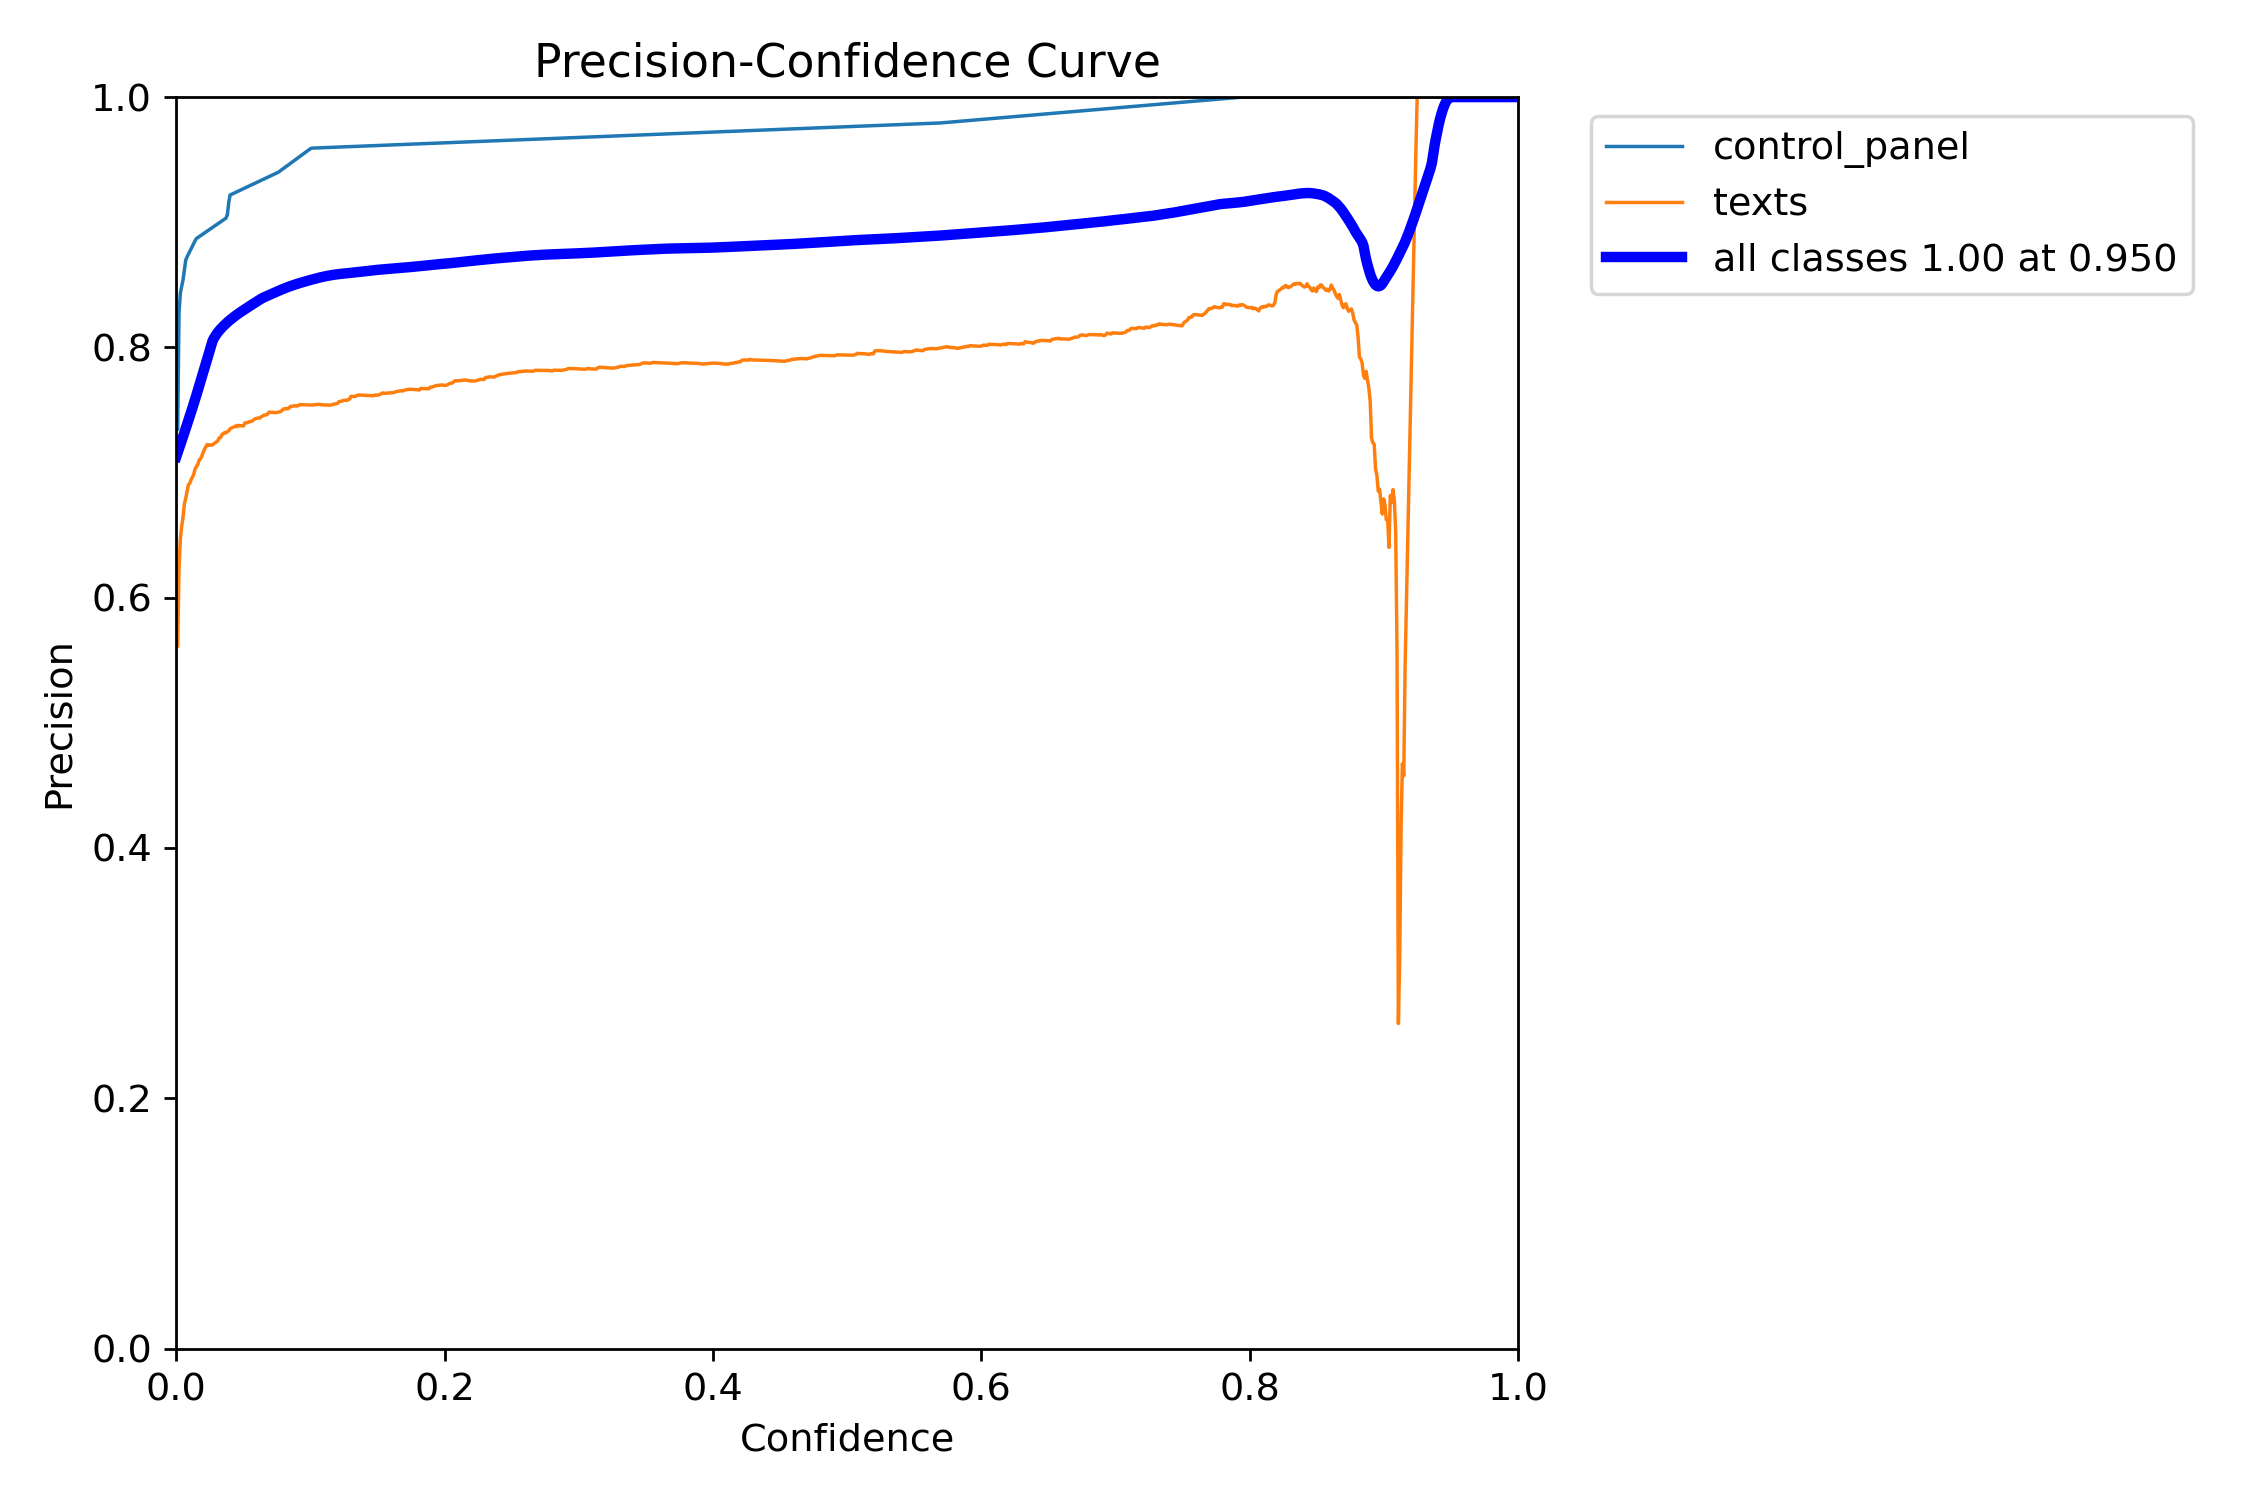 Precision-Confidence Curve
1.0
0.8
0.6
0.4
0.2
0.0
Precision
0.0 0.2 0.4 0.6 0.8 1.0
Confidence
control_panel
texts
all classes 1.00 at 0.950